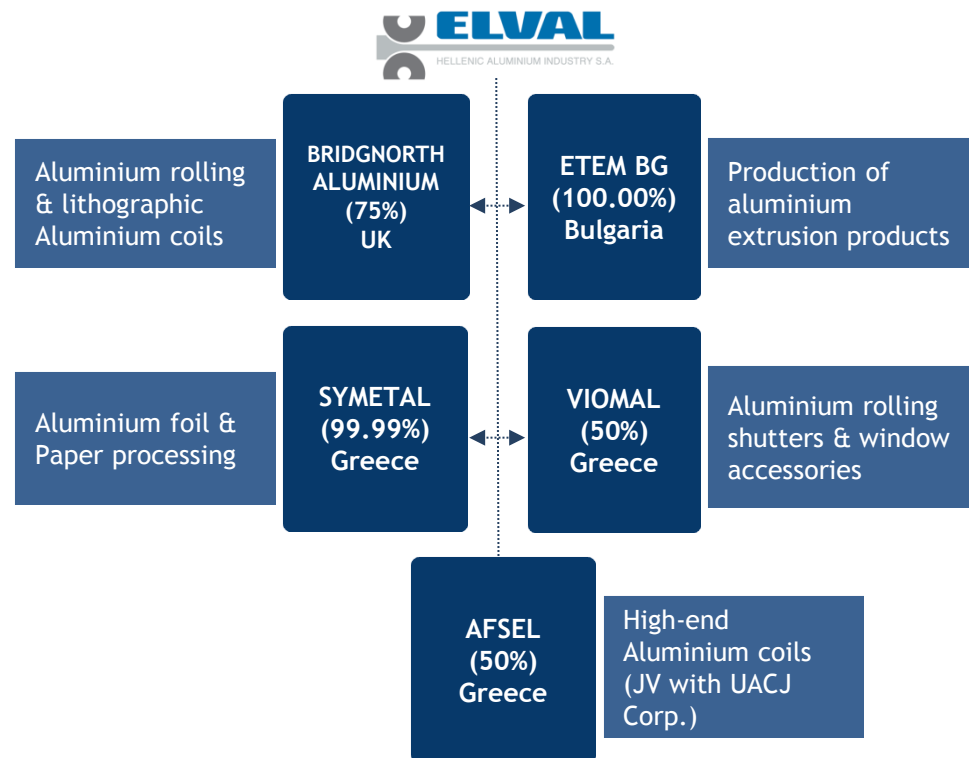 ELVAL
HELLENIC ALUMINIUM INDUSTRY S.A.
Aluminium rolling
& lithographic
Aluminium coils
BRIDGNORTH
ALUMINIUM
(75%)
UK
ETEM BG
(100.00%)
Bulgaria
Production of
aluminium
extrusion products
Aluminium foil &
Paper processing
SYMETAL
(99.99%)
Greece
VIOMAL
(50%)
Greece
Aluminium rolling
shutters & window
accessories
AFSEL
(50%)
Greece
High-end
Aluminium coils
(JV with UACJ
Corp.)